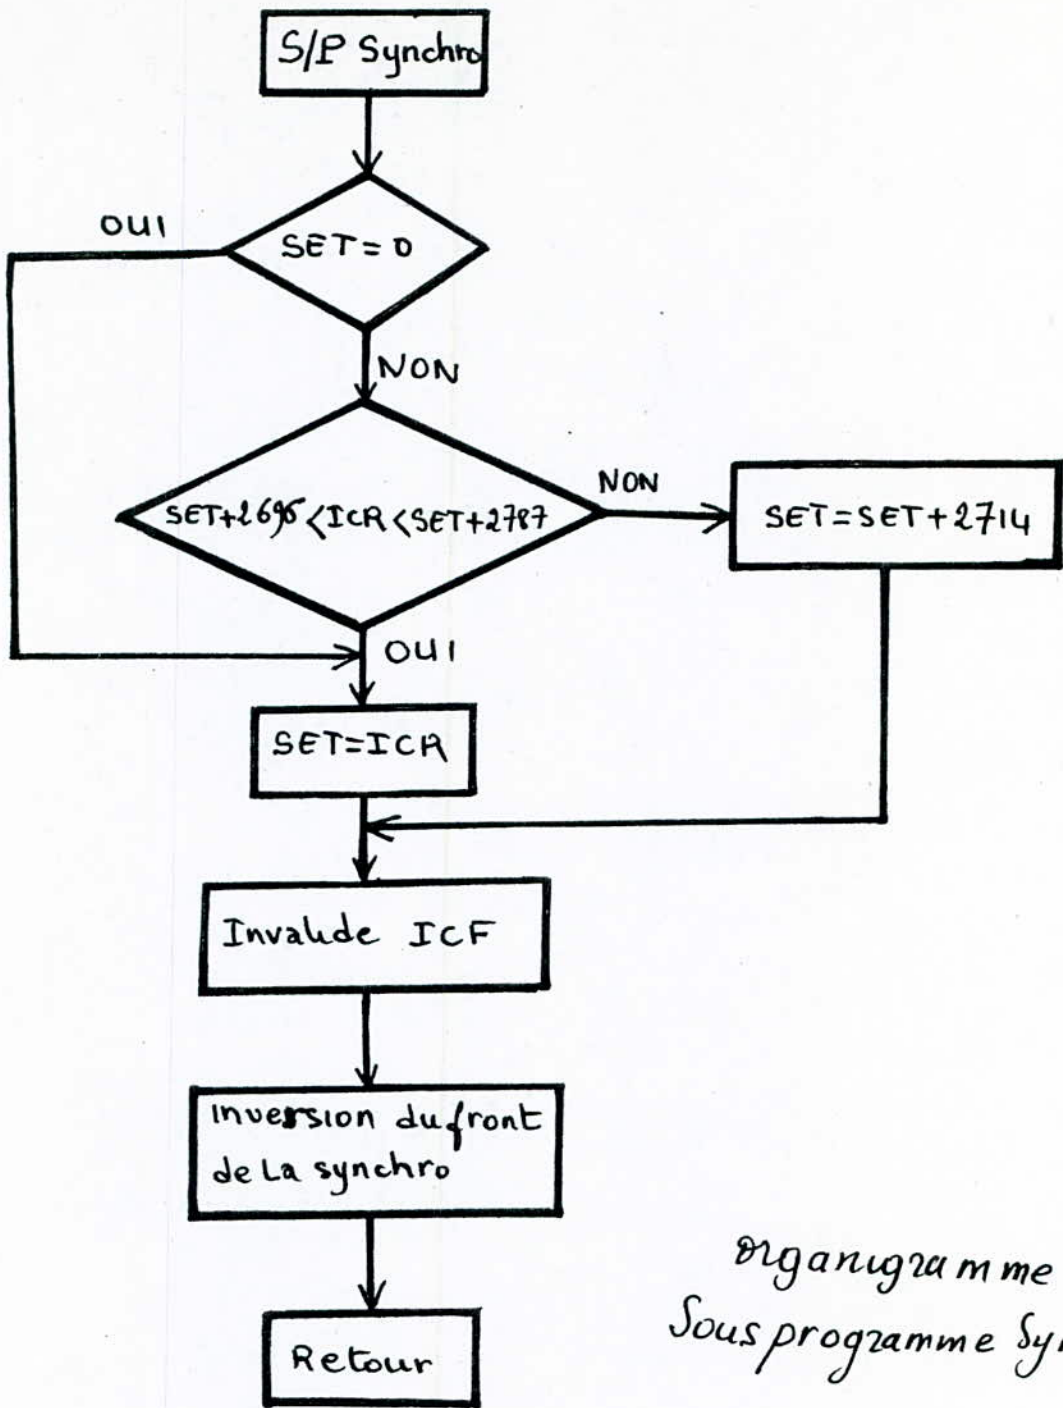 S/P Synchro
SET = 0
OUI
NON
SET+2696<ICR<SET+2787
NON
SET=SET+2714
OUI
SET=ICR
Invalide ICF
inversion du front
de la synchro
Retour
organigramme
Sous programme